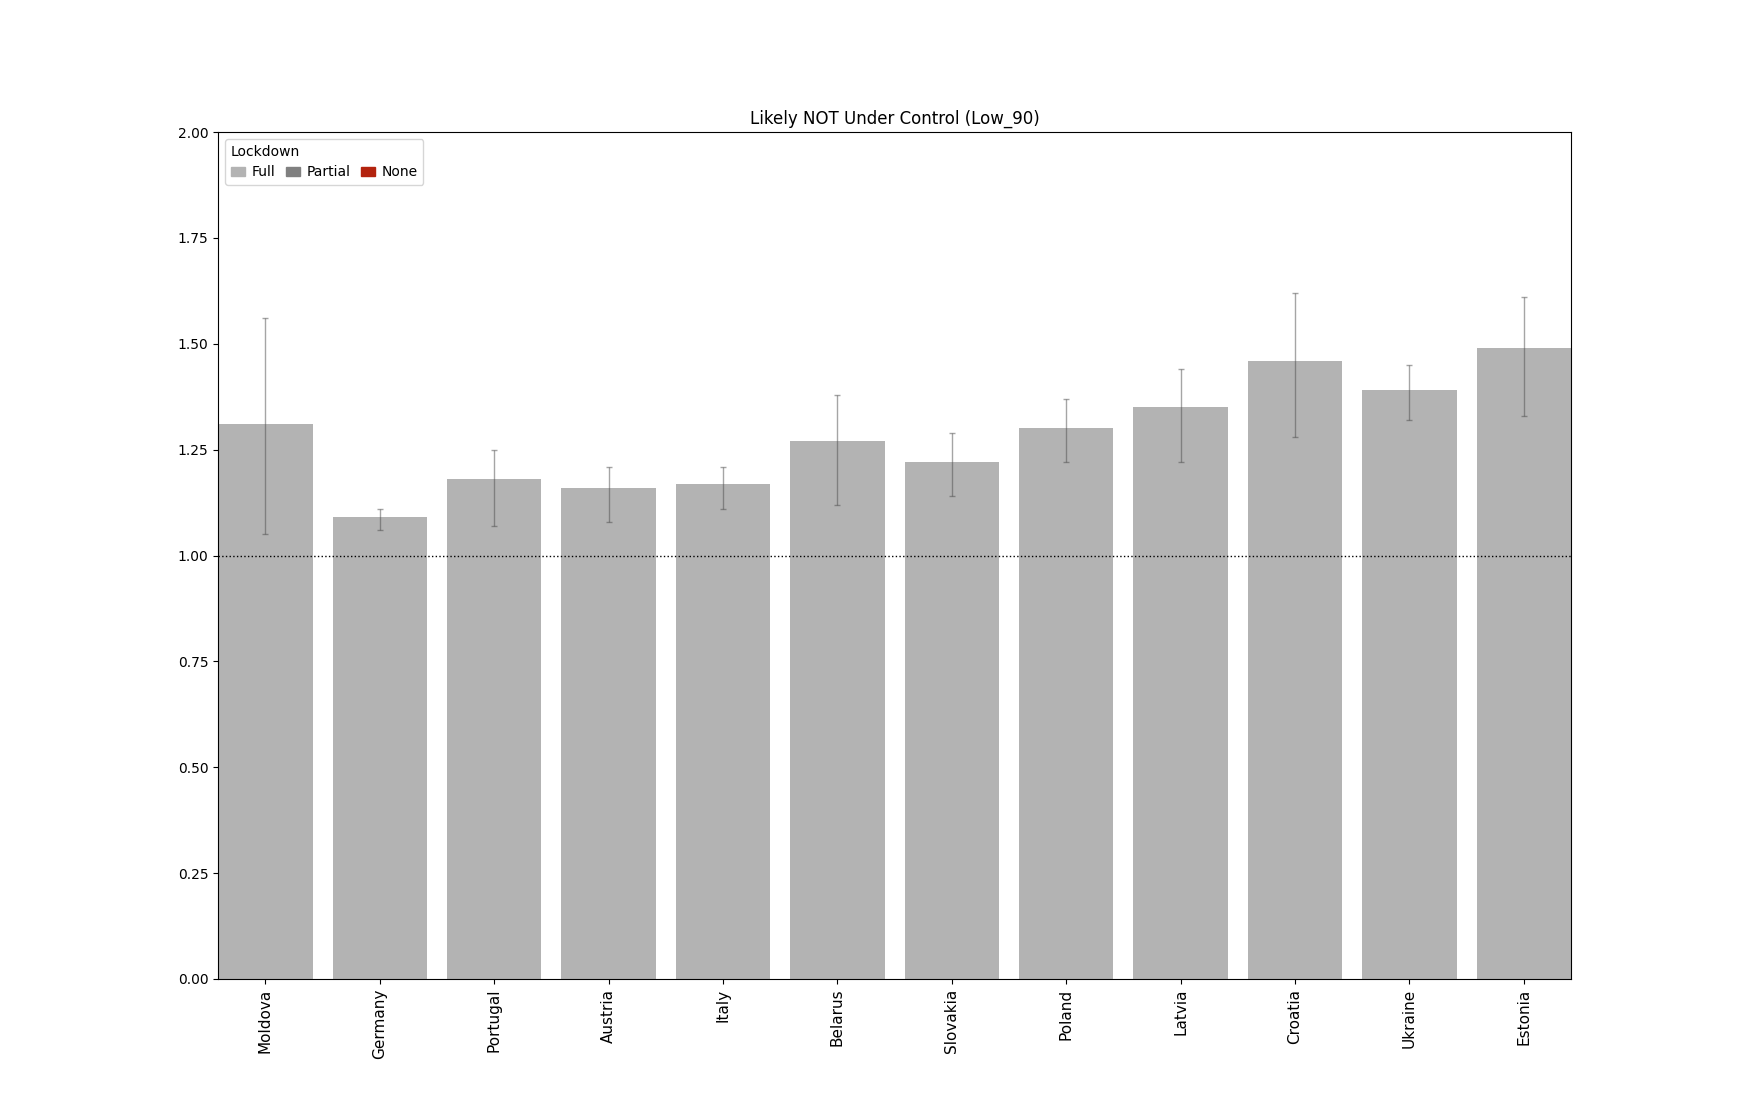 Likely NOT Under Control (Low_90)
Lockdown
Full Partial None
2.00
1.75
1.50
1.25
1.00
0.75
0.50
0.25
0.00
Moldova
Germany
Portugal
Austria
Italy
Belarus
Slovakia
Poland
Latvia
Croatia
Ukraine
Estonia